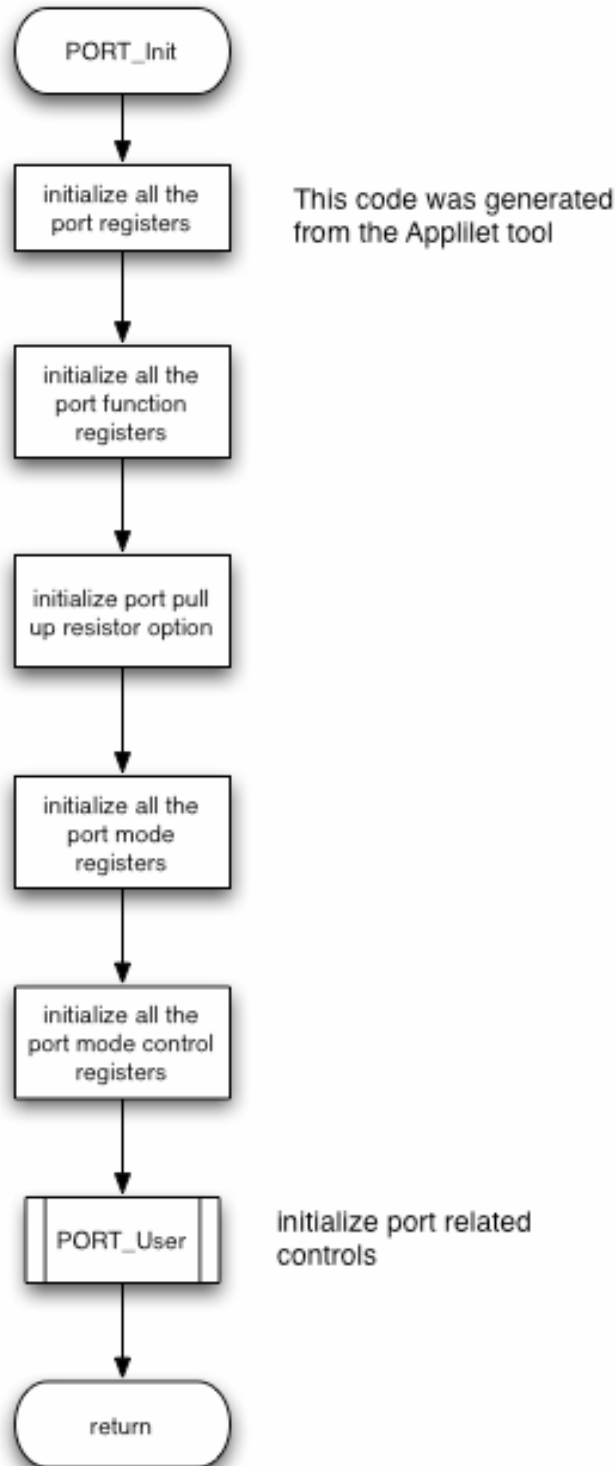 PORT_Init
initialize all the
port registers
This code was generated
from the Applilet tool
initialize all the
port function
registers
initialize port pull
up resistor option
initialize all the
port mode
registers
initialize all the
port mode control
registers
PORT_User
initialize port related
controls
return